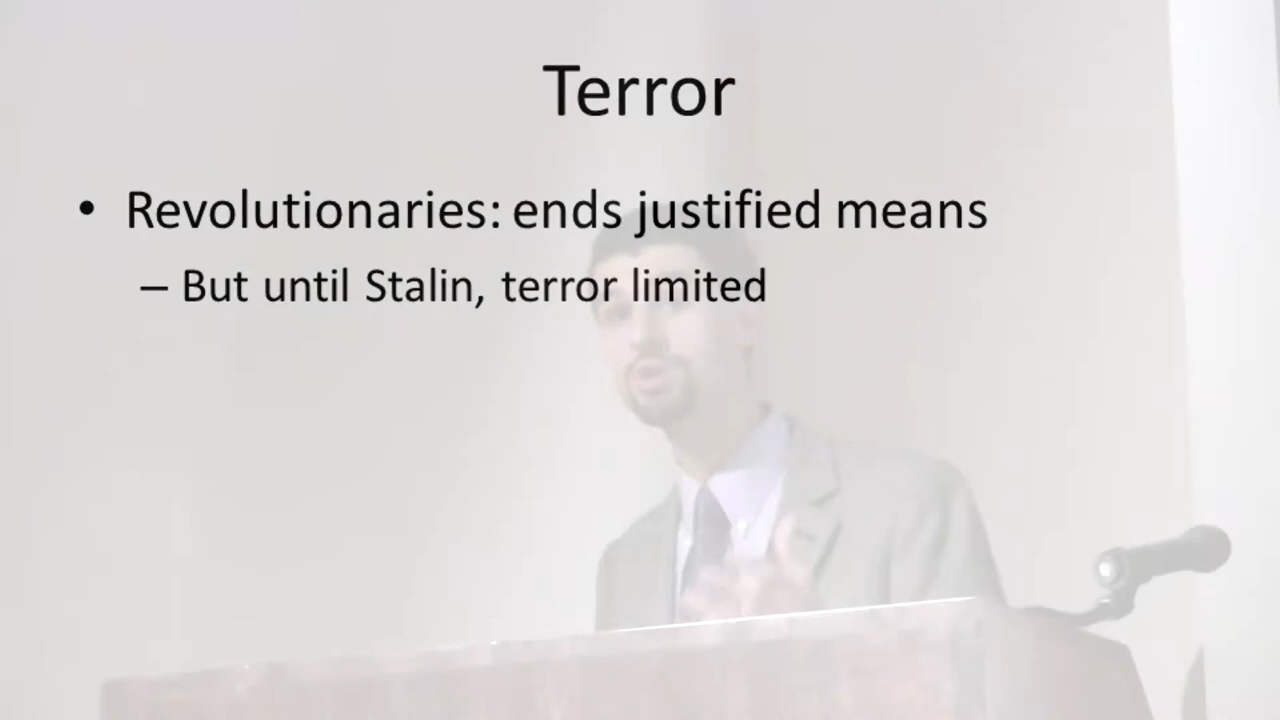 Terror
• Revolutionaries: ends justified means
– But until Stalin, terror limited